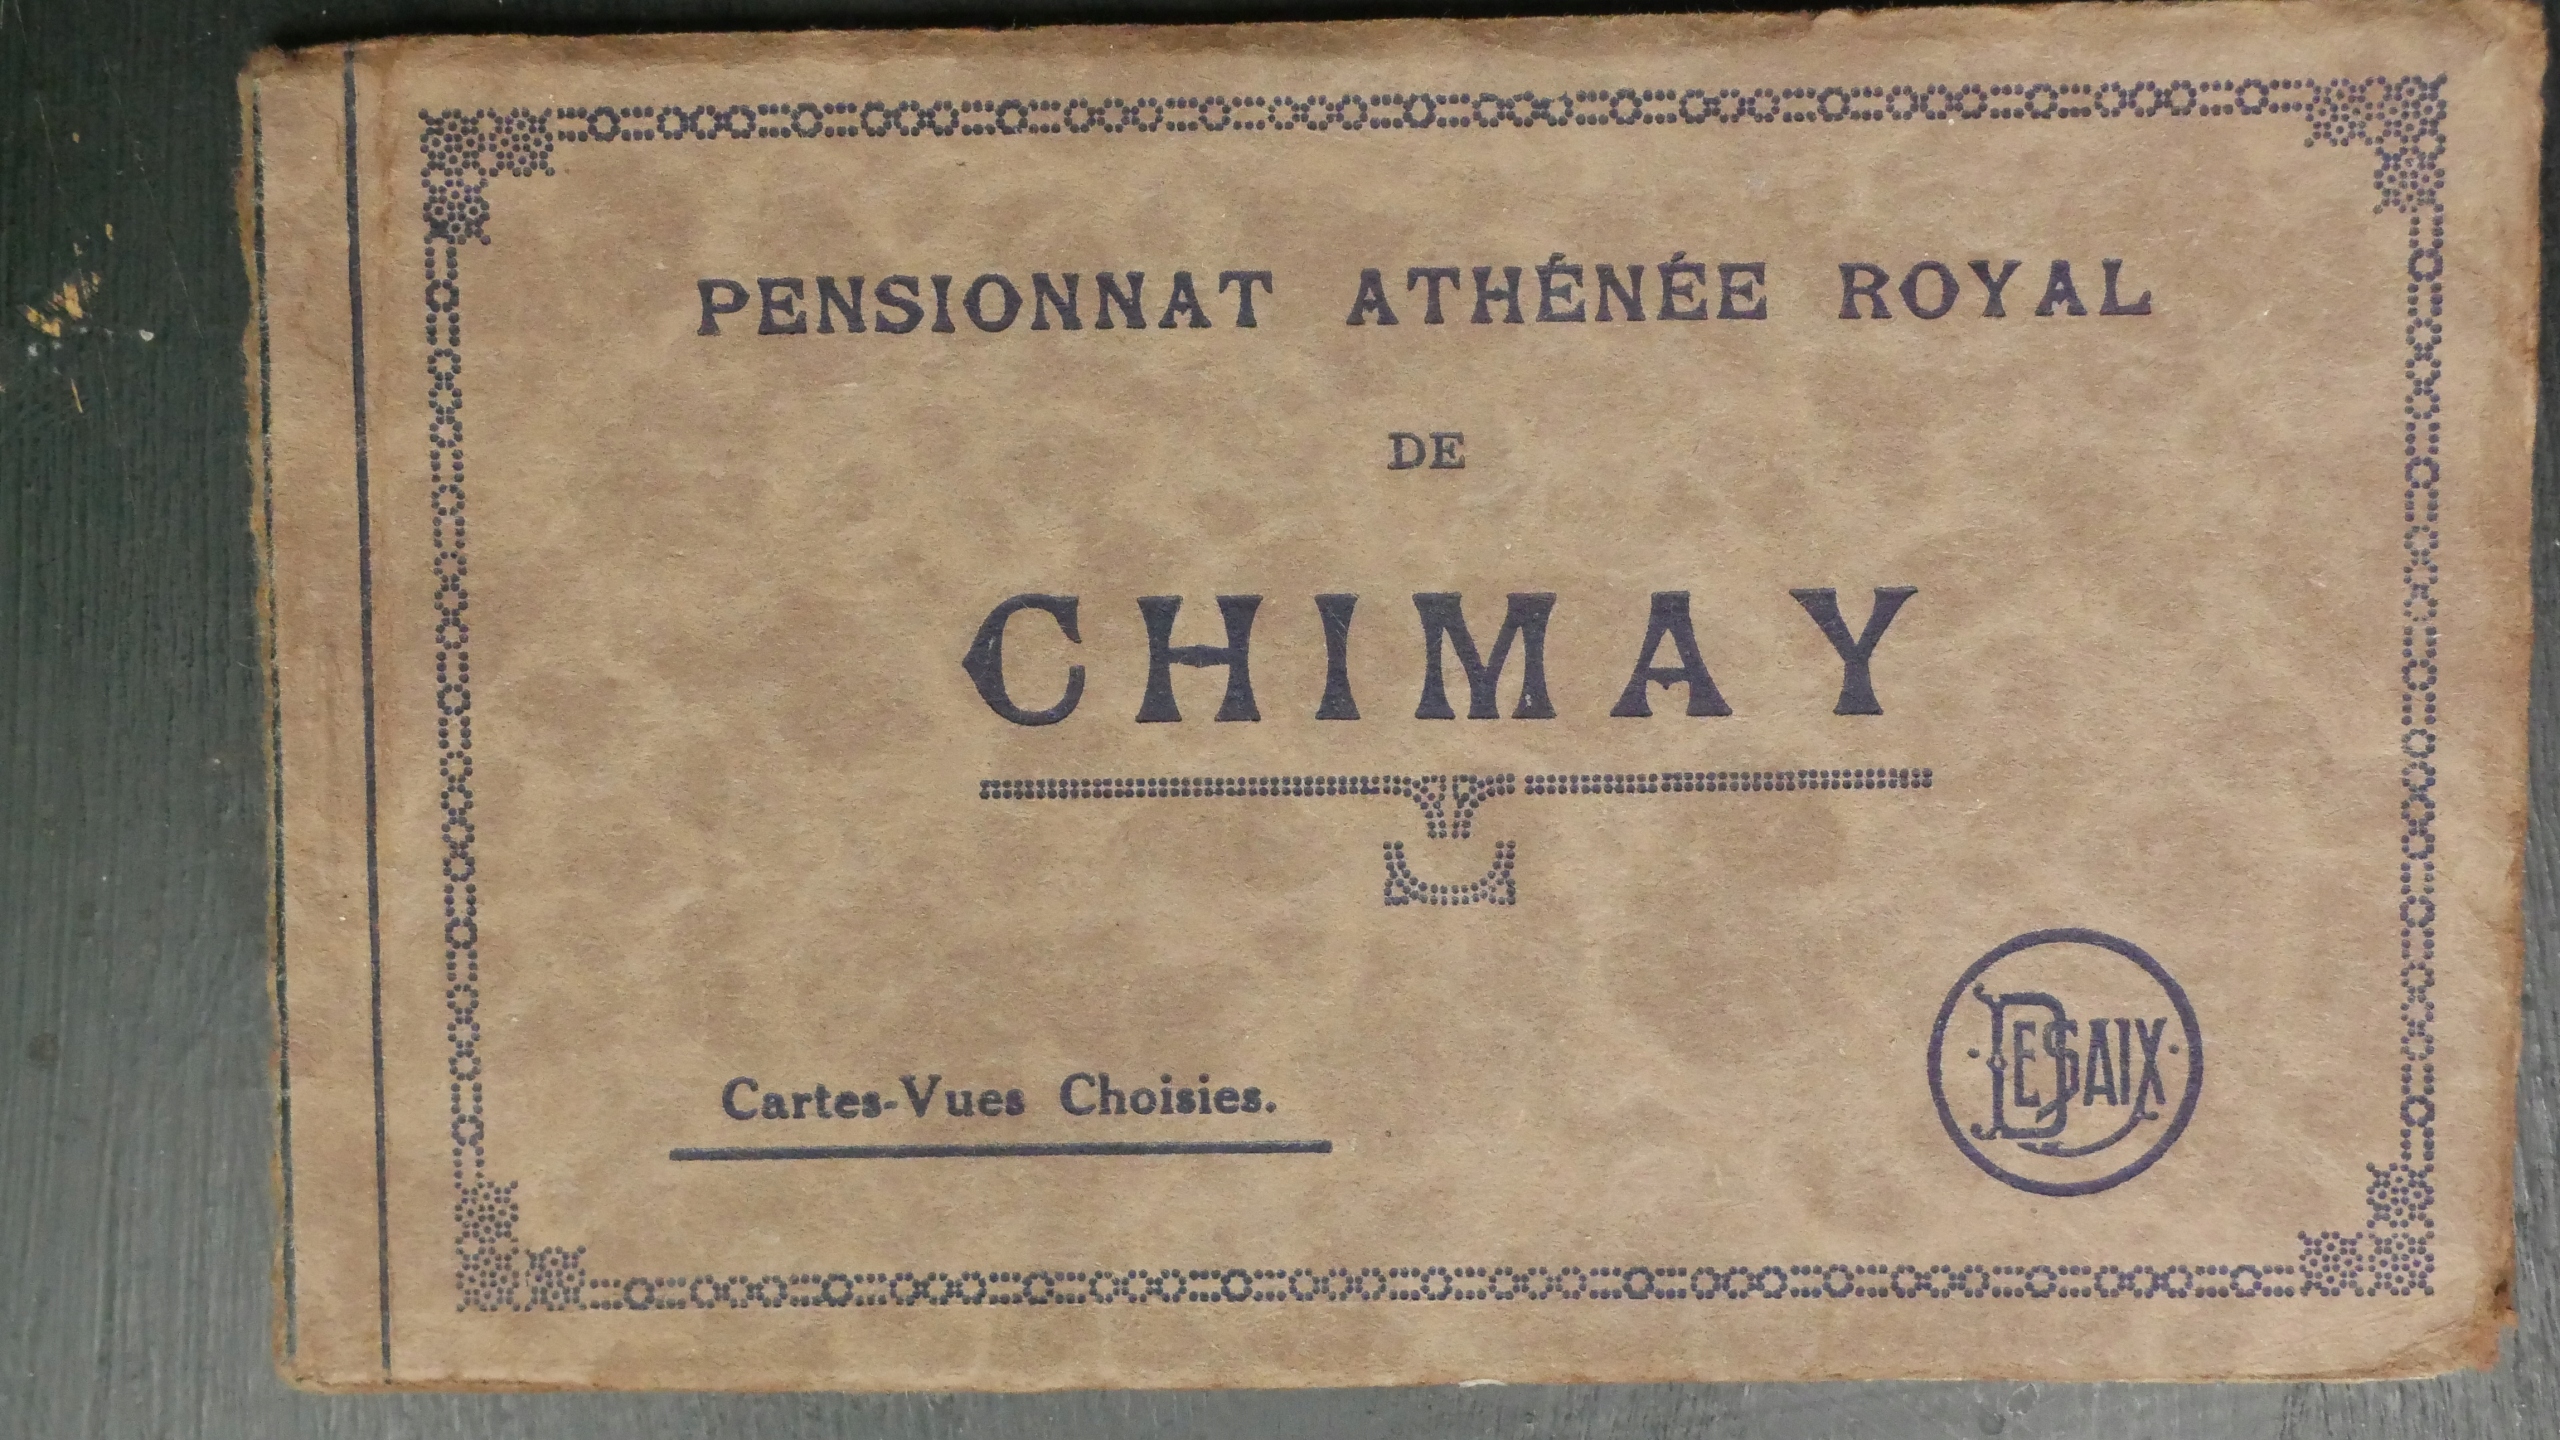 PENSIONNAT ATHÉNÉE ROYAL
DE
CHIMAY
Cartes-Vues Choisies.
DESAIX